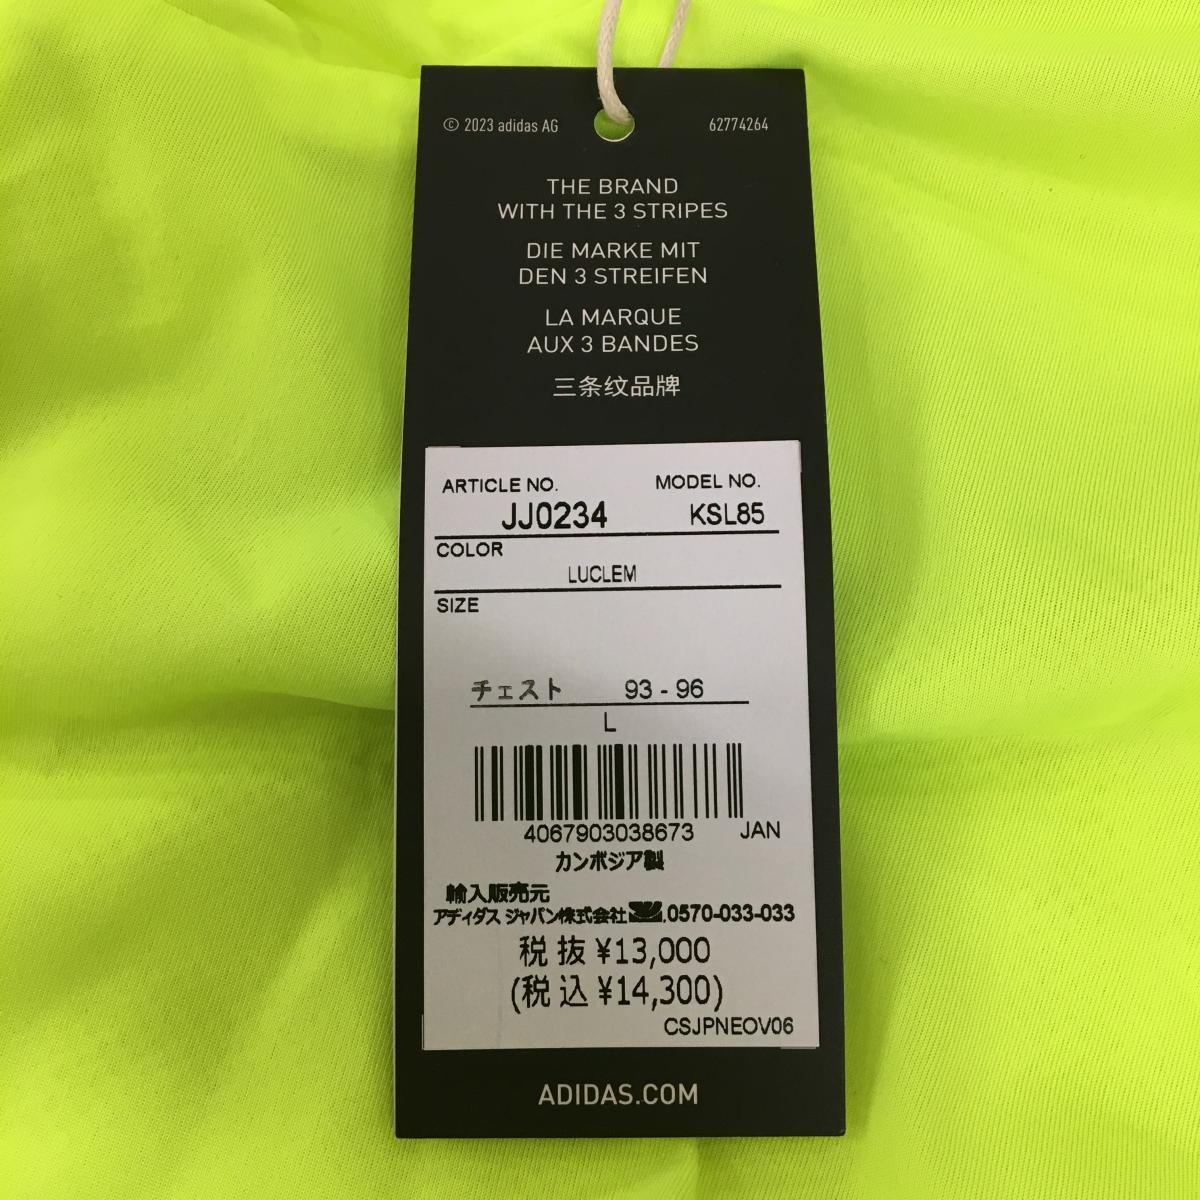 © 2023 adidas AG 62774264
THE BRAND
WITH THE 3 STRIPES
DIE MARKE MIT
DEN 3 STREIFEN
LA MARQUE
AUX 3 BANDES
三条纹品牌
ARTICLE NO. MODEL NO.
JJ0234 KSL85
COLOR
LUCLEM
SIZE
チェスト 93 - 96
L
4067903038673 JAN
カンボジア製
輸入販売元
アディダス ジャパン株式会社 0570-033-033
税 抜 ¥13,000
(税 込 ¥14,300)
CSJPNEOV06
ADIDAS.COM